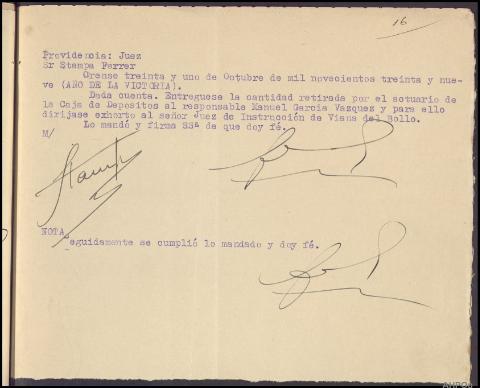 16
Providencia: Juez
Sr Stampa Ferrer
Orense treinta y uno de Octubre de mil novecientos treinta y nue-
ve (AÑO DE LA VICTORIA).
Dada cuenta. Entreguese la cantidad retirada por el actuario de
la Caja de Depositos al responsable Manuel Garcia Vazquez y para ello
dirijase exhorto al señor Juez de Instrucción de Viana del Bollo.
Lo mandó y firma SSª de que doy fé.
M/
Stampa
NOTA
eguidamente se cumplió lo mandado y doy fé.